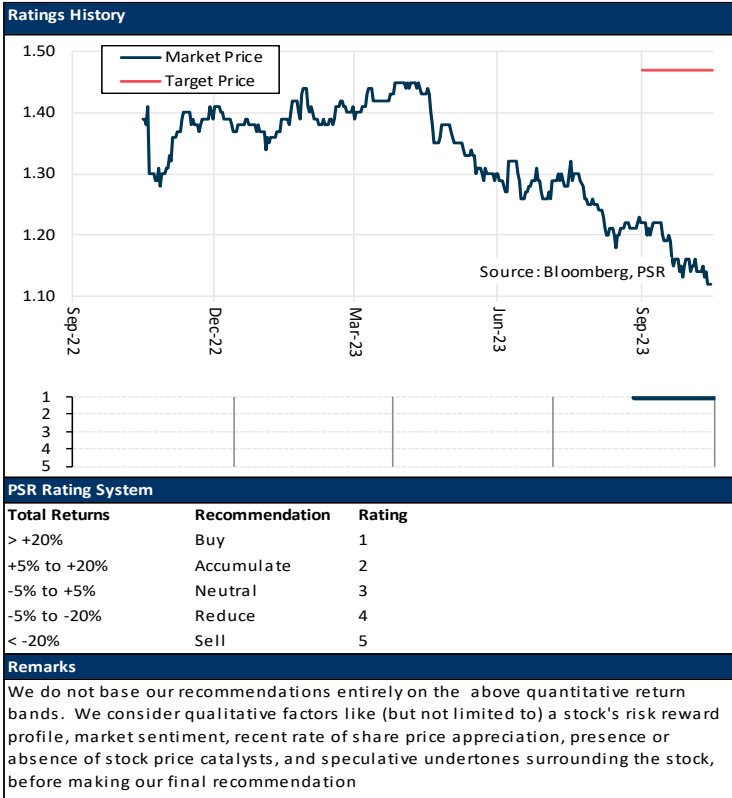 Ratings History
1.50
Market Price
Target Price
1.40
1.30
1.20
Source: Bloomberg, PSR
1.10
Sep-22
Dec-22
Mar-23
Jun-23
Sep-23
1
2
3
4
5
PSR Rating System
Total Returns Recommendation Rating
> +20% Buy 1
+5% to +20% Accumulate 2
-5% to +5% Neutral 3
-5% to -20% Reduce 4
< -20% Sell 5
Remarks
We do not base our recommendations entirely on the above quantitative return
bands. We consider qualitative factors like (but not limited to) a stock's risk reward
profile, market sentiment, recent rate of share price appreciation, presence or
absence of stock price catalysts, and speculative undertones surrounding the stock,
before making our final recommendation